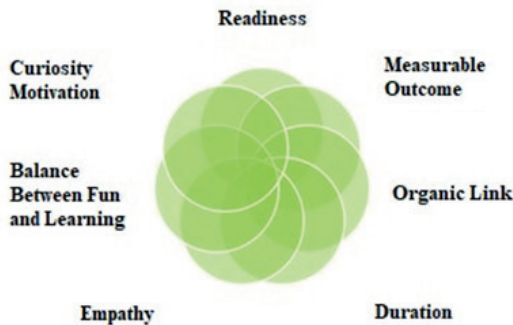 Readiness
Curiosity
Motivation
Measurable
Outcome
Balance
Between Fun
and Learning
Organic Link
Empathy
Duration